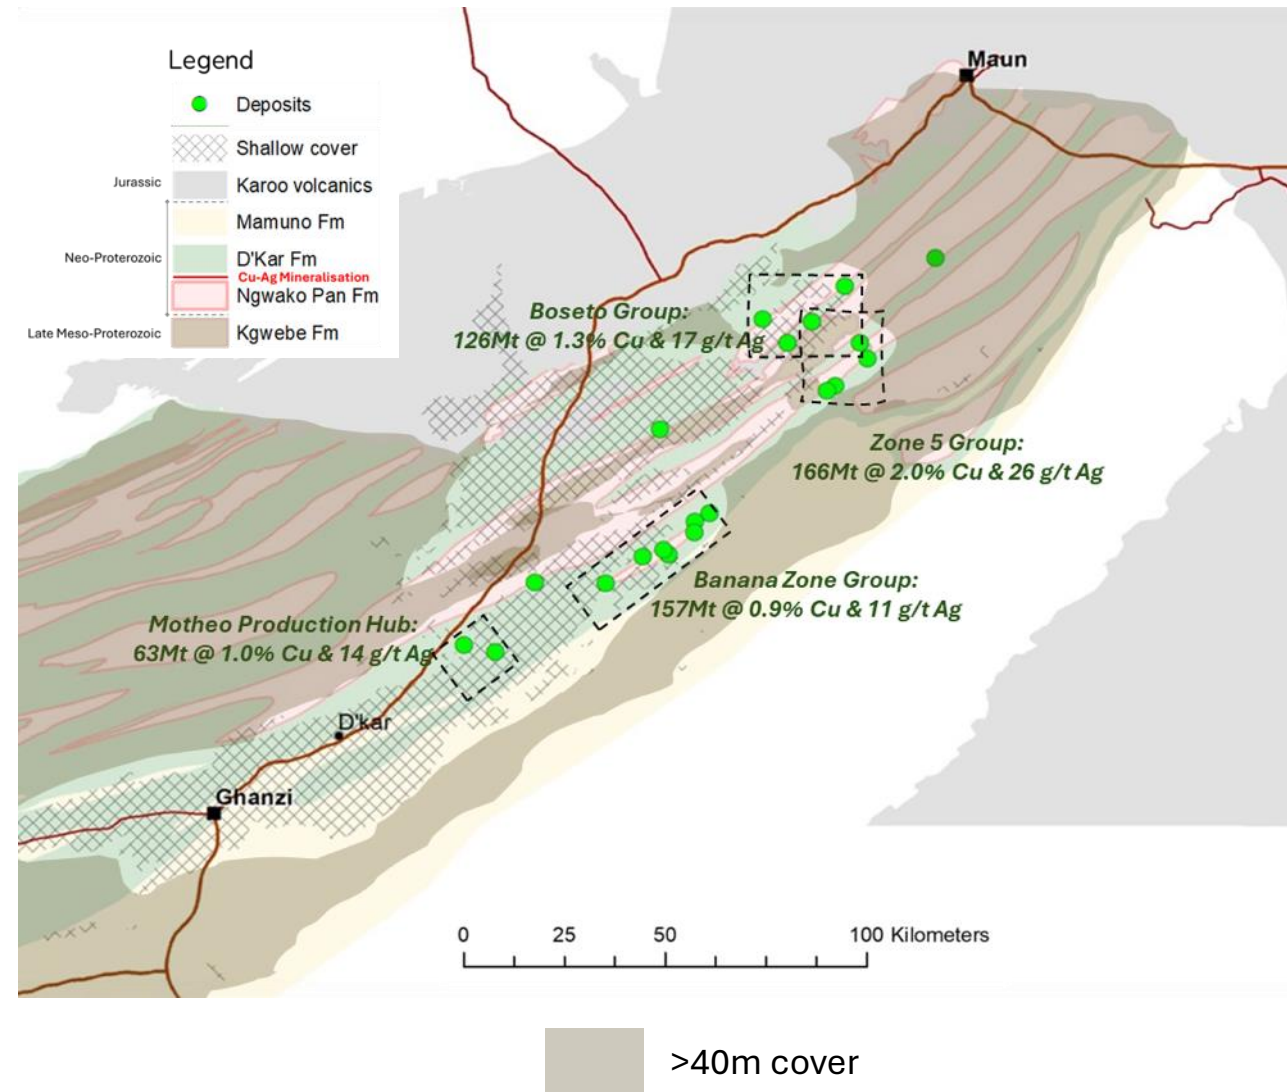 Legend
Deposits
Shallow cover
Jurassic
Karoo volcanics
Mamuno Fm
Neo-Proterozoic
D'Kar Fm
Cu-Ag Mineralisation
Ngwako Pan Fm
Late Meso-Proterozoic
Kgwebe Fm
Maun
Boseto Group:
126Mt @ 1.3% Cu & 17 g/t Ag
Zone 5 Group:
166Mt @ 2.0% Cu & 26 g/t Ag
Banana Zone Group:
157Mt @ 0.9% Cu & 11 g/t Ag
Motheo Production Hub:
63Mt @ 1.0% Cu & 14 g/t Ag
D'kar
Ghanzi
0 25 50 100 Kilometers
>40m cover